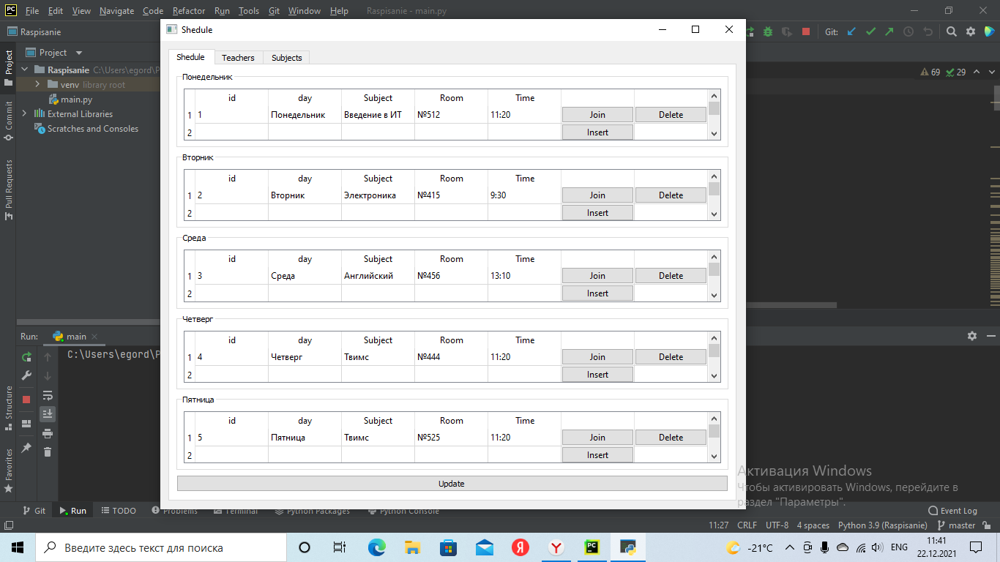 PC File Edit View Navigate Code Refactor Run Tools Git Window Help Raspisanie - main.py
Raspisanie
Git:
Project
Raspisanie C:\Users\egord\P
venv library root
main.py
External Libraries
Scratches and Consoles
Project
Commit
Pull Requests
Structure
Favorites
69 29
Shedule
Shedule Teachers Subjects
Понедельник
id day Subject Room Time
1 1 Понедельник Введение в ИТ №512 11:20 Join Delete
2 Insert
Вторник
id day Subject Room Time
1 2 Вторник Электроника №415 9:30 Join Delete
2 Insert
Среда
id day Subject Room Time
1 3 Среда Английский №456 13:10 Join Delete
2 Insert
Четверг
id day Subject Room Time
1 4 Четверг Твимс №444 11:20 Join Delete
2 Insert
Пятница
id day Subject Room Time
1 5 Пятница Твимс №525 11:20 Join Delete
2 Insert
Update
Run: main
C:\Users\egord\P
Активация Windows
Чтобы активировать Windows, перейдите в
раздел "Параметры".
Git Run TODO Problems Terminal Python Packages Python Console Event Log
11:27 CRLF UTF-8 4 spaces Python 3.9 (Raspisanie) master
Введите здесь текст для поиска
Я Y PC
-21°C ENG
11:41
22.12.2021